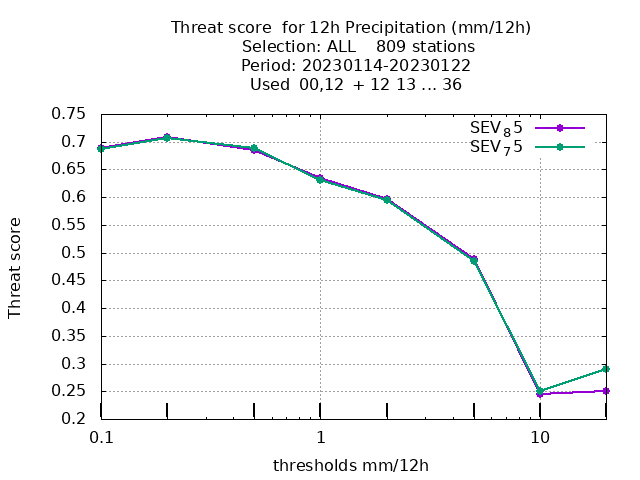 Threat score  for 12h Precipitation (mm/12h)
Selection: ALL    809 stations
Period: 20230114-20230122
Used  00,12  + 12 13 ... 36
SEV₈5
SEV₇5
0.75
0.7
0.65
0.6
0.55
0.5
0.45
0.4
0.35
0.3
0.25
0.2
Threat score
0.1
1
10
thresholds mm/12h